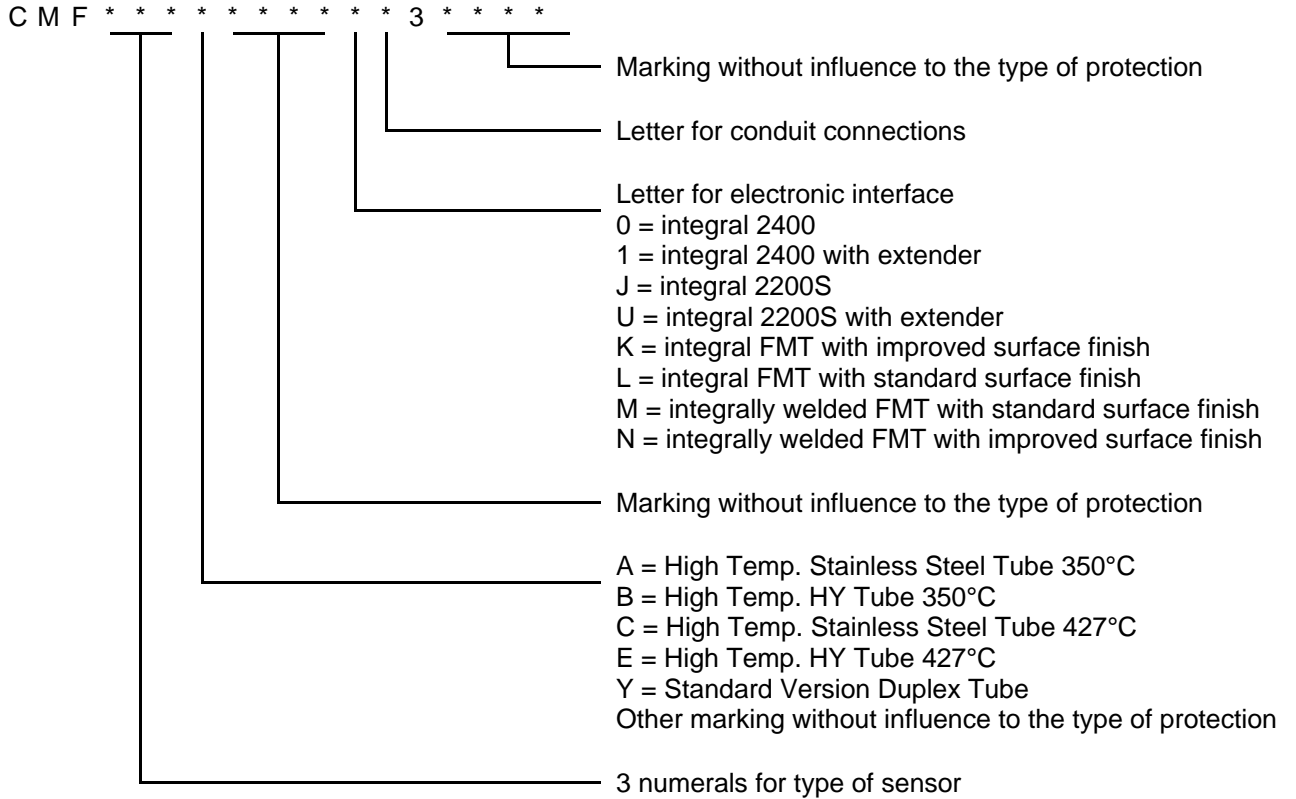 C M F * * * * * * * * * * 3 * * * *
Marking without influence to the type of protection
Letter for conduit connections
Letter for electronic interface
0 = integral 2400
1 = integral 2400 with extender
J = integral 2200S
U = integral 2200S with extender
K = integral FMT with improved surface finish
L = integral FMT with standard surface finish
M = integrally welded FMT with standard surface finish
N = integrally welded FMT with improved surface finish
Marking without influence to the type of protection
A = High Temp. Stainless Steel Tube 350°C
B = High Temp. HY Tube 350°C
C = High Temp. Stainless Steel Tube 427°C
E = High Temp. HY Tube 427°C
Y = Standard Version Duplex Tube
Other marking without influence to the type of protection
3 numerals for type of sensor